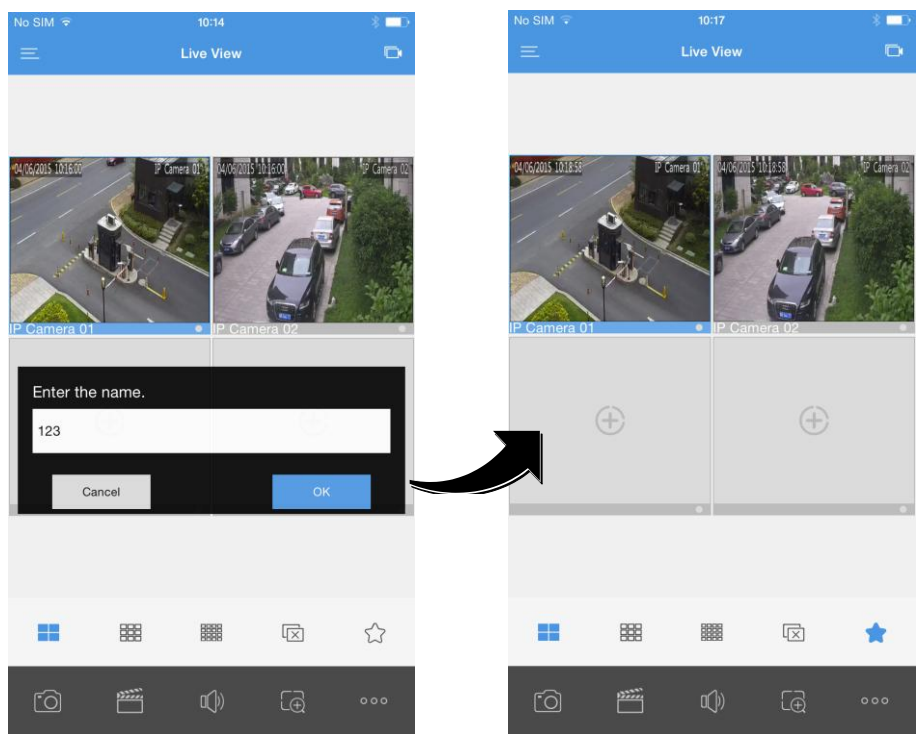 No SIM 10:14
Live View
04/06/2015 10:16:00 IP Camera 01
04/06/2015 10:16:00 IP Camera 02
IP Camera 01
IP Camera 02
Enter the name.
123
Cancel
OK
No SIM 10:17
Live View
04/06/2015 10:18:58 IP Camera 01
04/06/2015 10:18:58 IP Camera 02
IP Camera 01
IP Camera 02